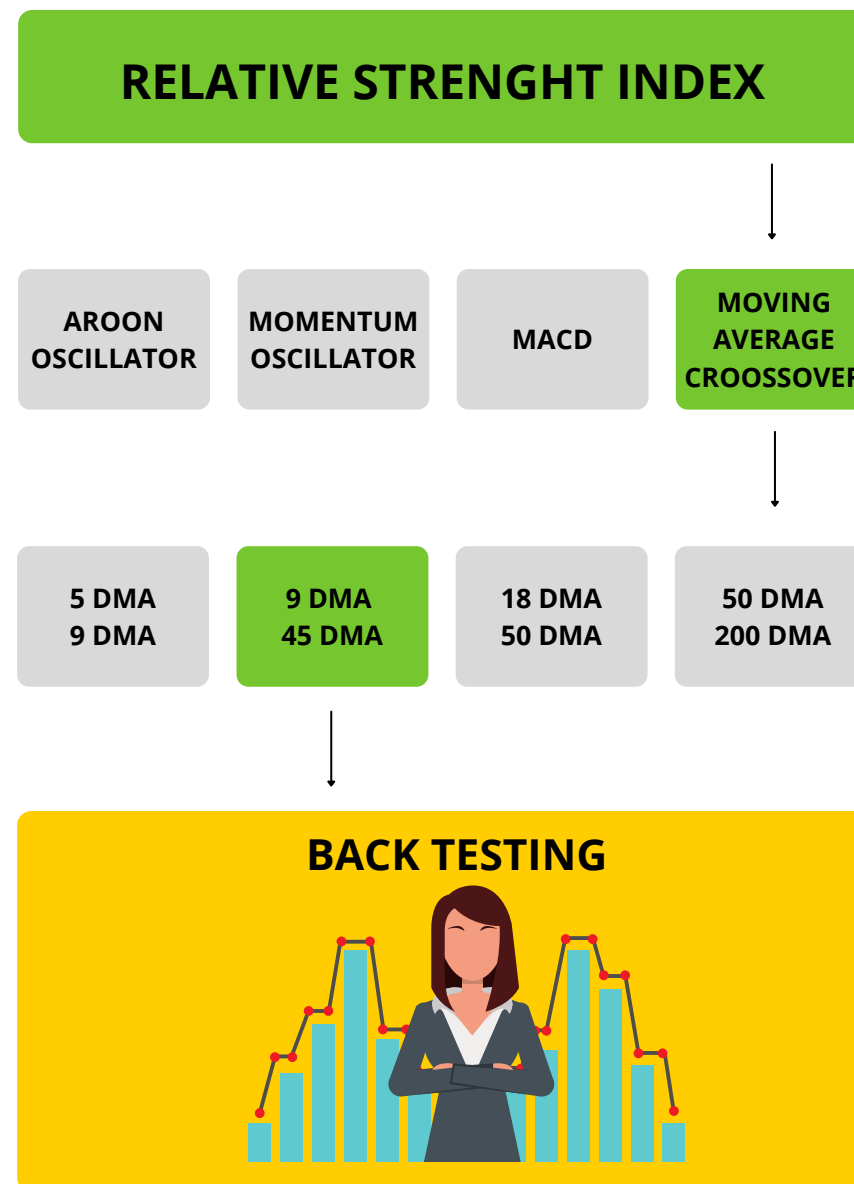 RELATIVE STRENGHT INDEX
AROON
OSCILLATOR
MOMENTUM
OSCILLATOR
MACD
MOVING
AVERAGE
CROOSSOVER
5 DMA
9 DMA
9 DMA
45 DMA
18 DMA
50 DMA
50 DMA
200 DMA
BACK TESTING